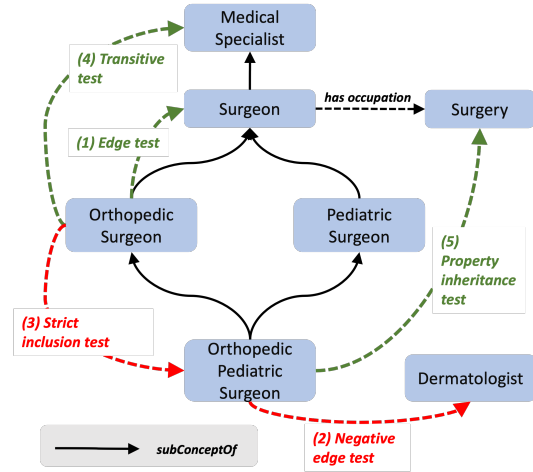 Medical
Specialist
(4) Transitive
test
Surgeon
has occupation
Surgery
(1) Edge test
Orthopedic
Surgeon
Pediatric
Surgeon
(5)
Property
inheritance
test
(3) Strict
inclusion test
Orthopedic
Pediatric
Surgeon
Dermatologist
(2) Negative
edge test
subConceptOf